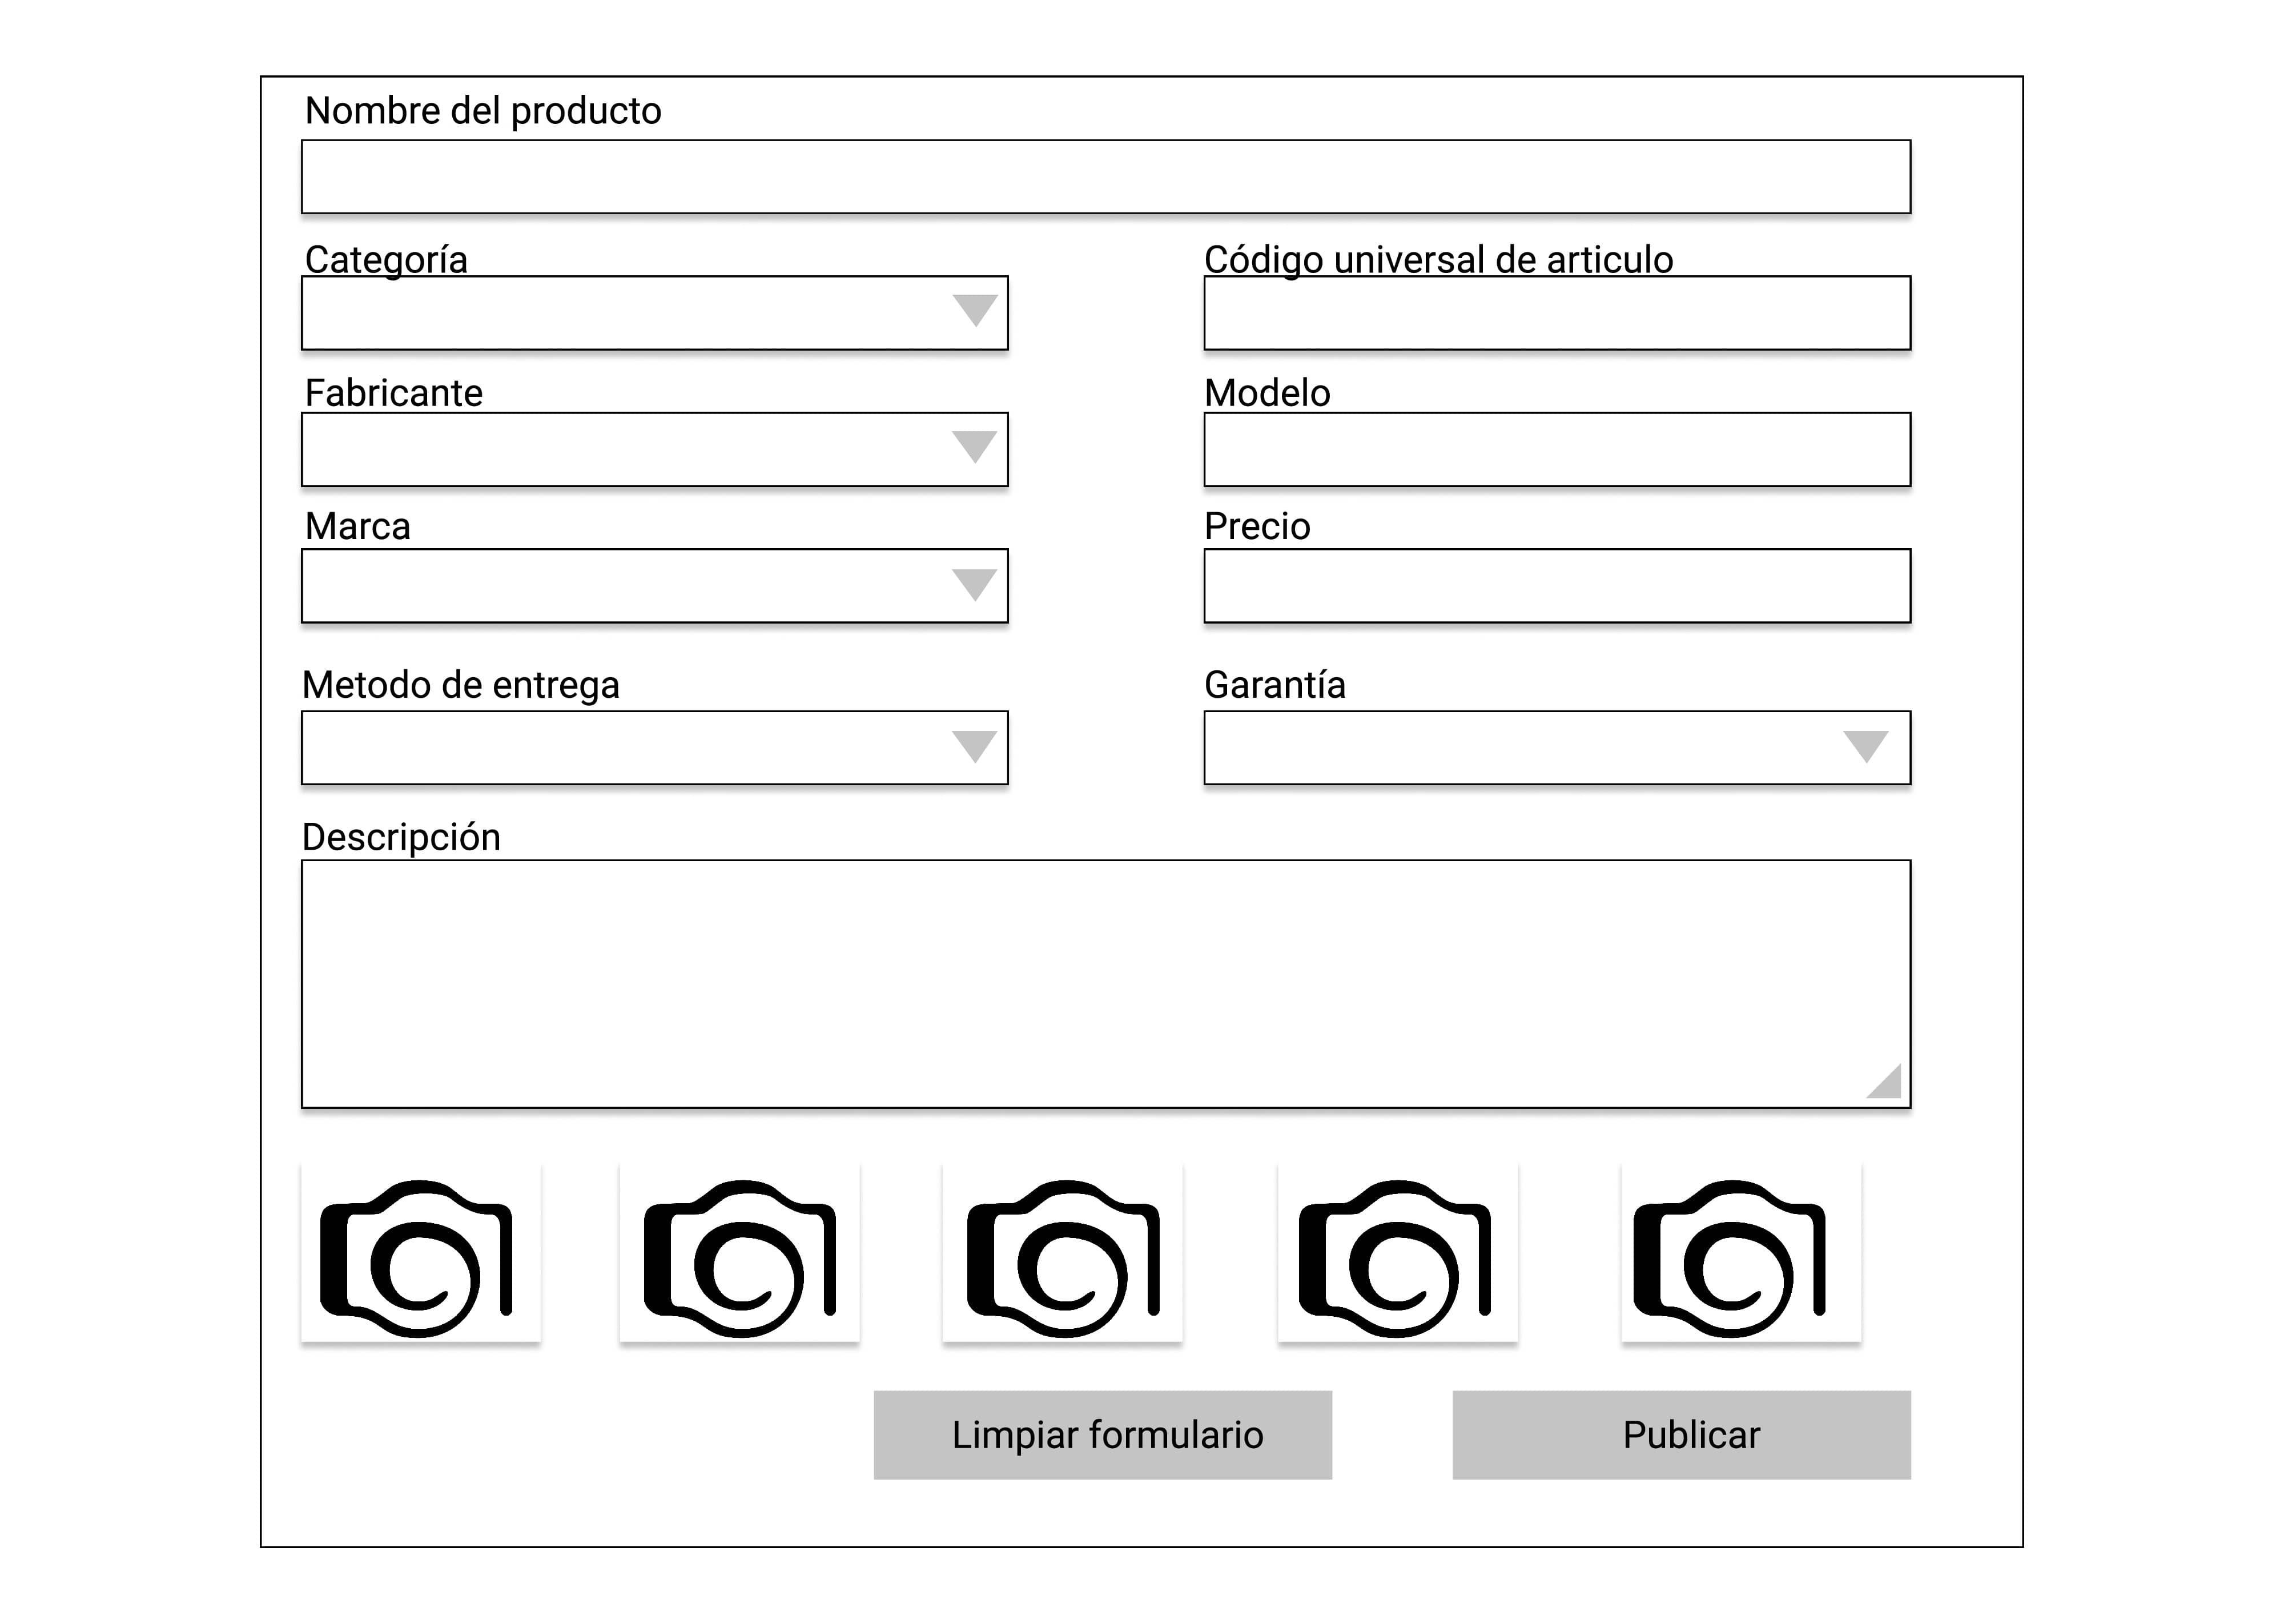 Nombre del producto
Categoría
Código universal de articulo
Fabricante
Modelo
Marca
Precio
Metodo de entrega
Garantía
Descripción
Limpiar formulario
Publicar